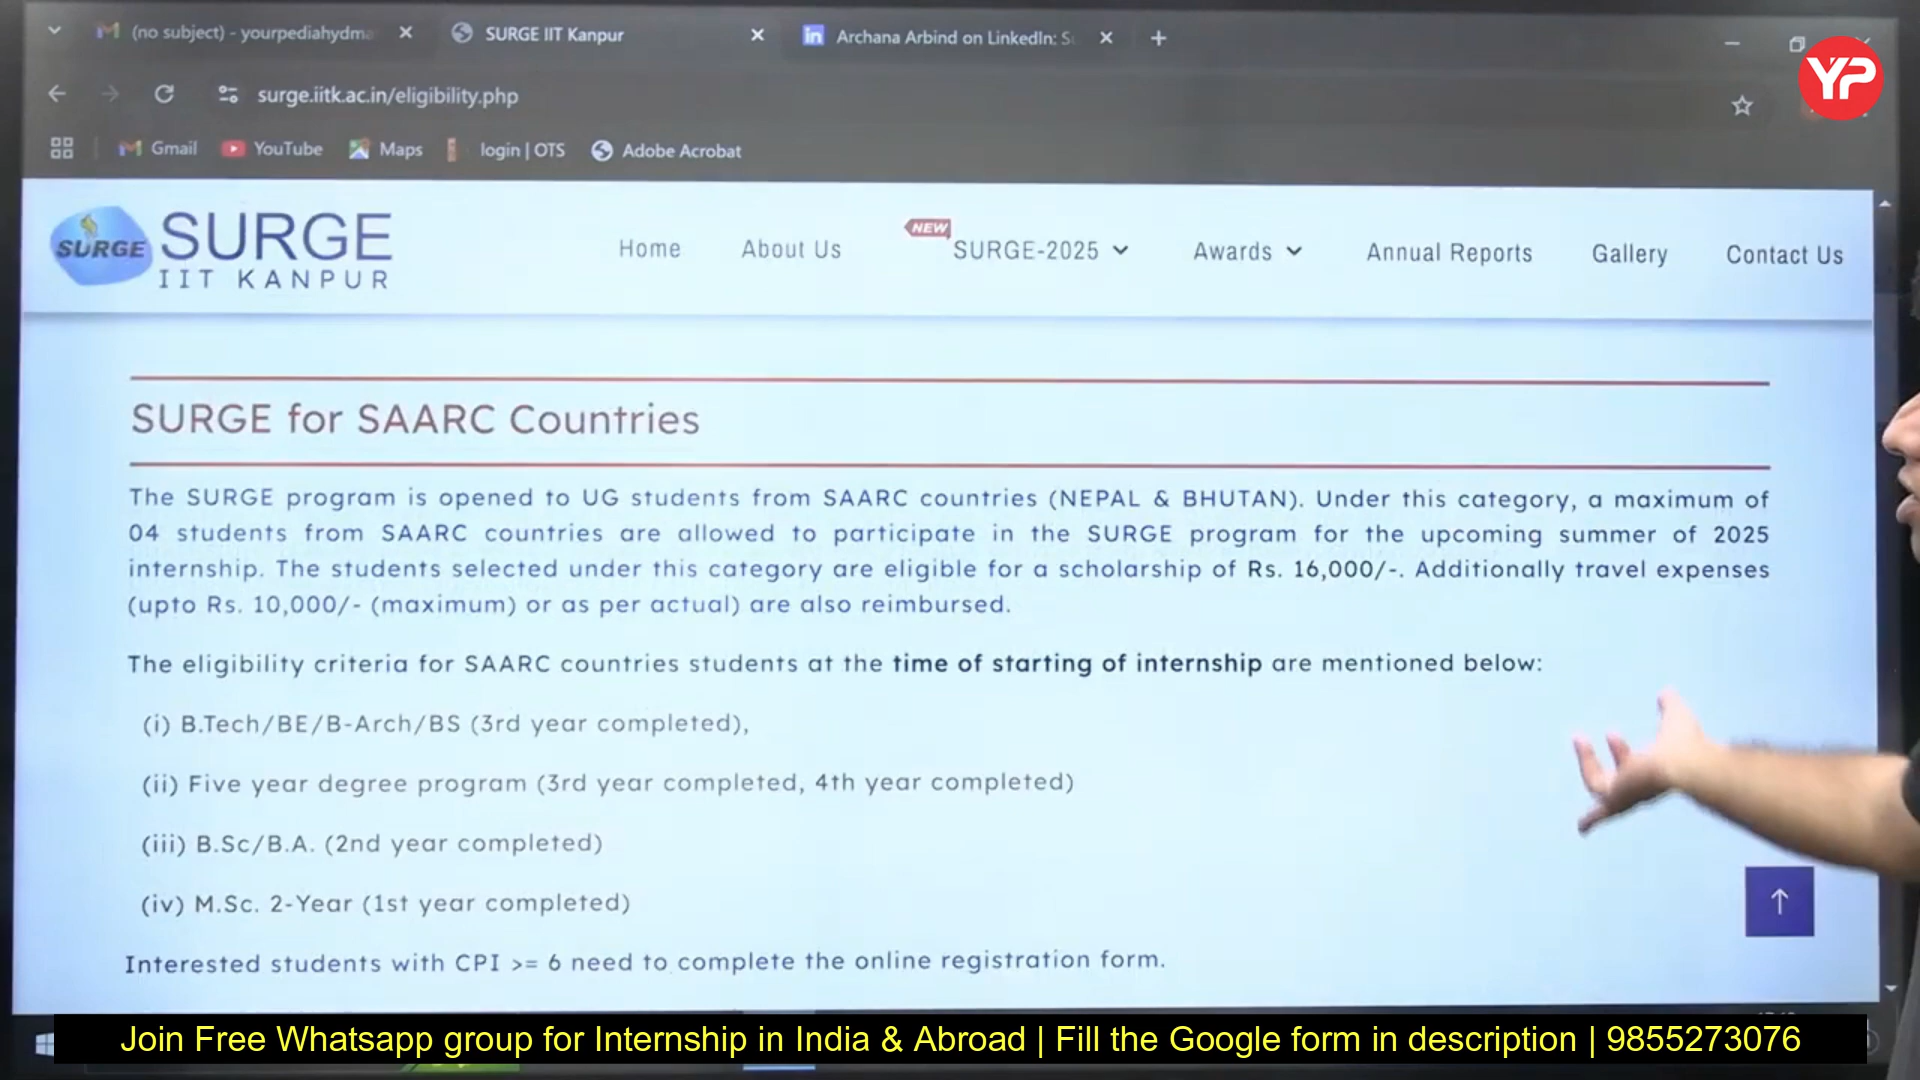 (no subject) - yourpediahydma
SURGE IIT Kanpur
in
Archana Arbind on LinkedIn: S
YP
surge.iitk.ac.in/eligibility.php
Gmail
YouTube
Maps
login | OTS
Adobe Acrobat
SURGE
SURGE
IIT KANPUR
Home
About Us
NEW
SURGE-2025
Awards
Annual Reports
Gallery
Contact Us
SURGE for SAARC Countries
The SURGE program is opened to UG students from SAARC countries (NEPAL & BHUTAN). Under this category, a maximum of
04 students from SAARC countries are allowed to participate in the SURGE program for the upcoming summer of 2025
internship. The students selected under this category are eligible for a scholarship of Rs. 16,000/-. Additionally travel expenses
(upto Rs. 10,000/- (maximum) or as per actual) are also reimbursed.
The eligibility criteria for SAARC countries students at the time of starting of internship are mentioned below:
(i) B.Tech/BE/B-Arch/BS (3rd year completed),
(ii) Five year degree program (3rd year completed, 4th year completed)
(iii) B.Sc/B.A. (2nd year completed)
(iv) M.Sc. 2-Year (1st year completed)
Interested students with CPI >= 6 need to complete the online registration form.
Join Free Whatsapp group for Internship in India & Abroad | Fill the Google form in description | 9855273076